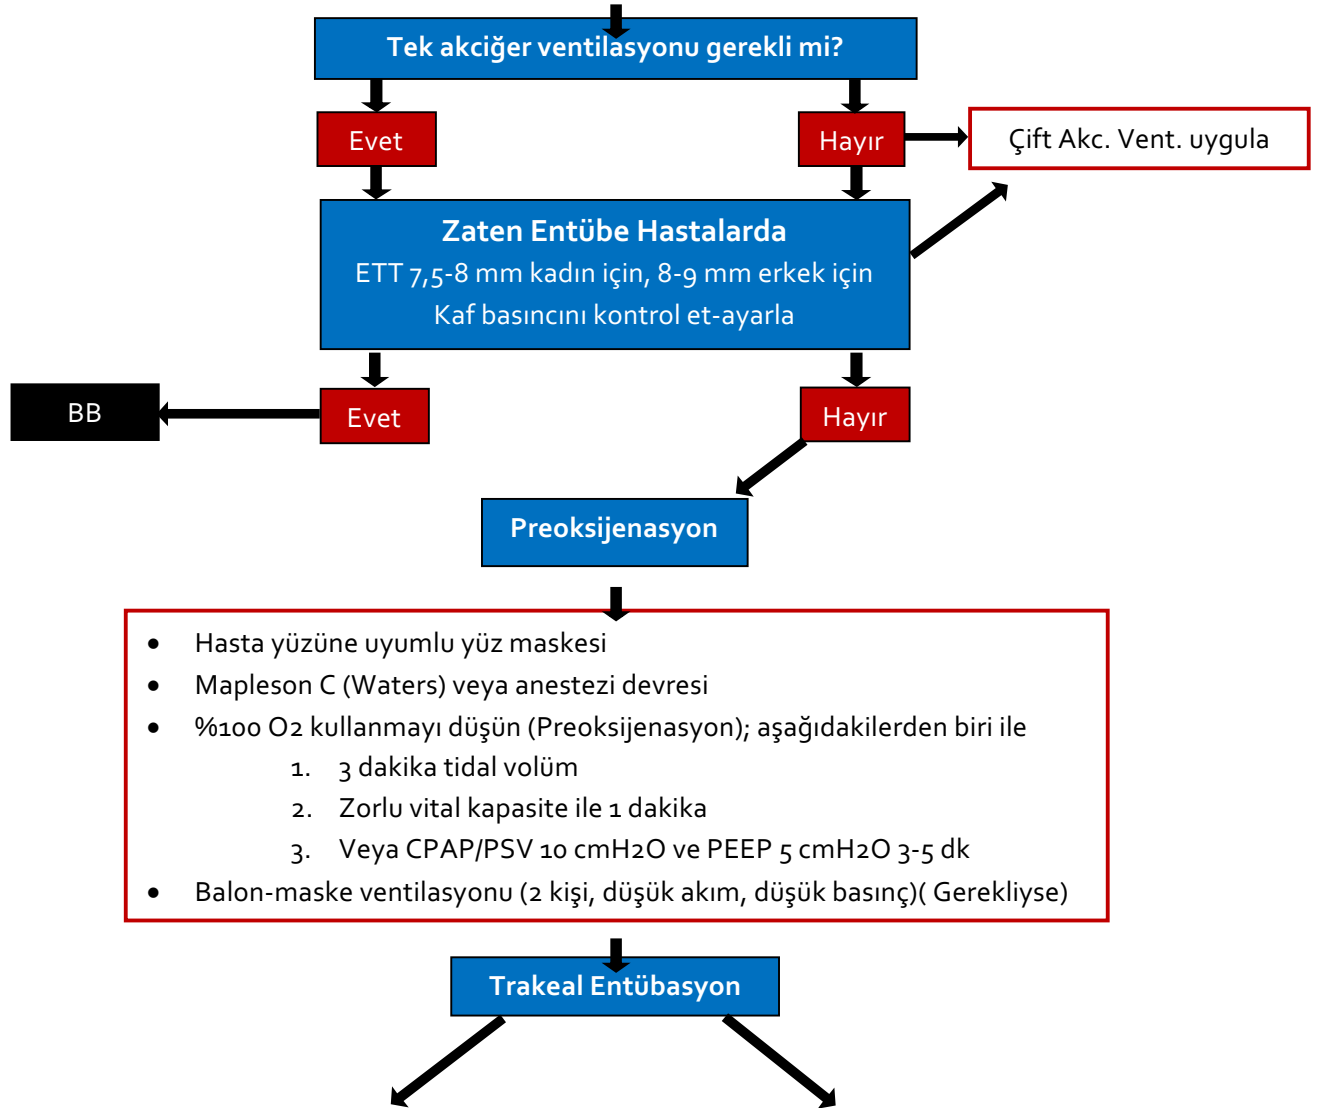 Tek akciğer ventilasyonu gerekli mi?
Evet
Hayır
Çift Akc. Vent. uygula
Zaten Entübe Hastalarda
ETT 7,5-8 mm kadın için, 8-9 mm erkek için
Kaf basıncını kontrol et-ayarla
BB
Evet
Hayır
Preoksijenasyon
• Hasta yüzüne uyumlu yüz maskesi
• Mapleson C (Waters) veya anestezi devresi
• %100 O2 kullanmayı düşün (Preoksijenasyon); aşağıdakilerden biri ile
1. 3 dakika tidal volüm
2. Zorlu vital kapasite ile 1 dakika
3. Veya CPAP/PSV 10 cmH2O ve PEEP 5 cmH2O 3-5 dk
• Balon-maske ventilasyonu (2 kişi, düşük akım, düşük basınç)( Gerekliyse)
Trakeal Entübasyon